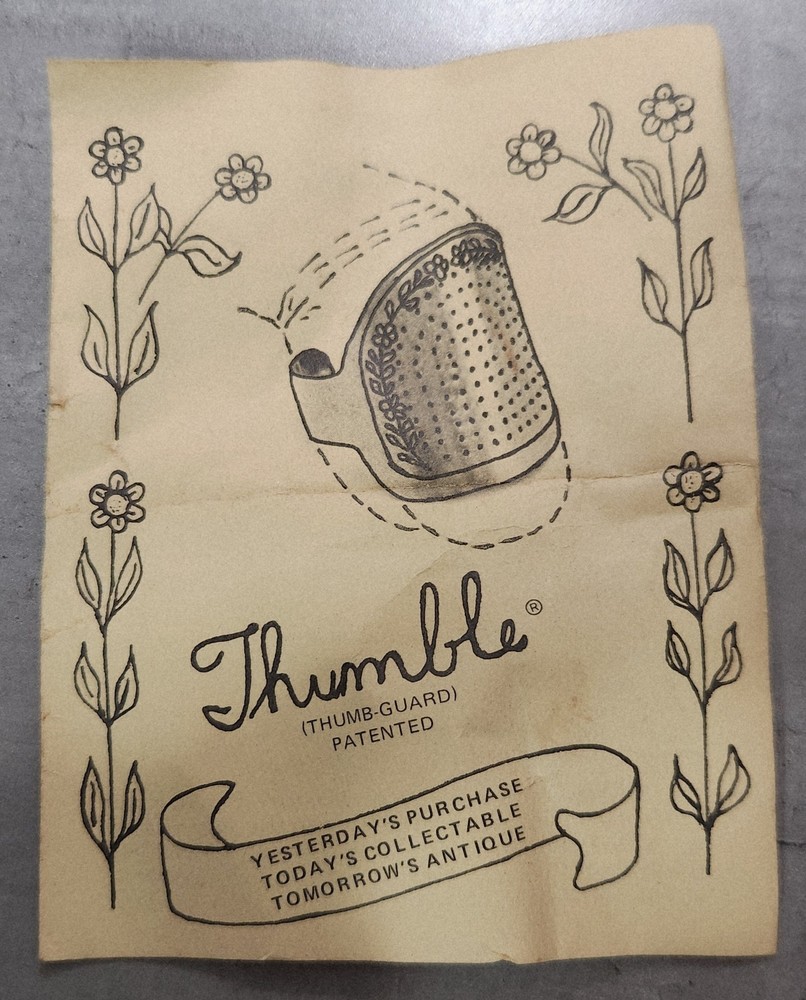 Thumble®
(THUMB-GUARD)
PATENTED
YESTERDAY'S PURCHASE
TODAY'S COLLECTABLE
TOMORROW'S ANTIQUE